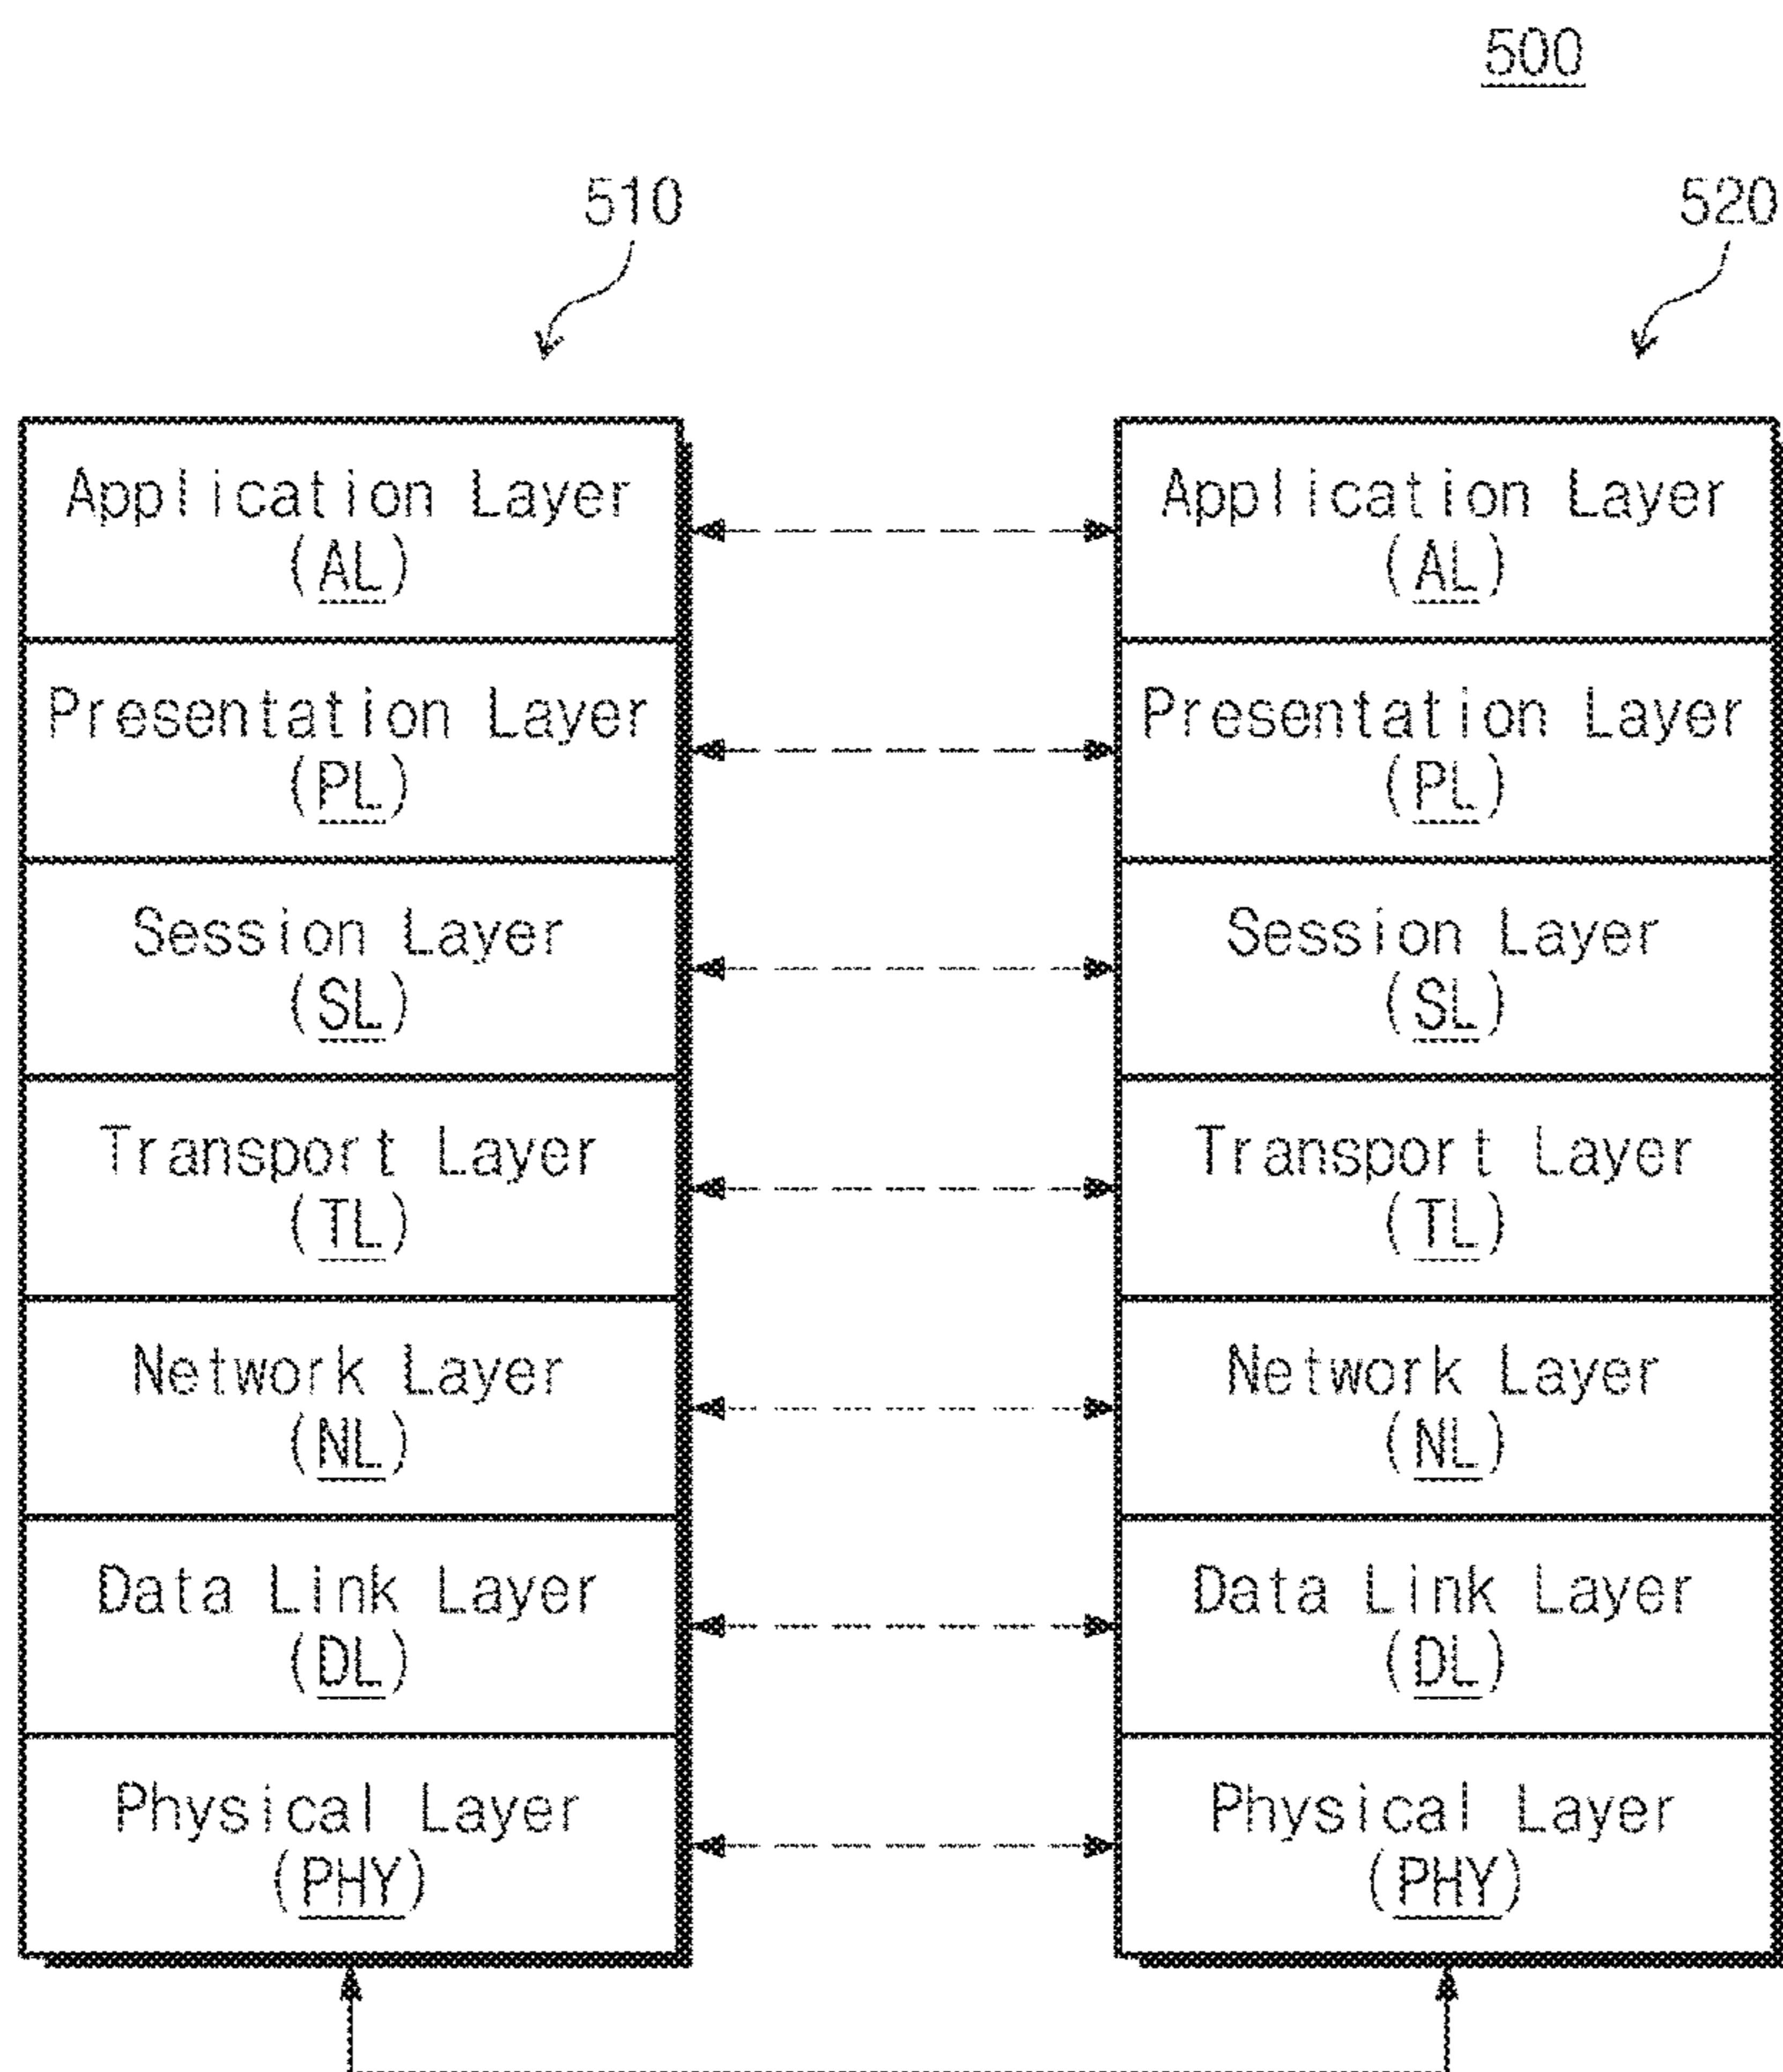 500
510
520
Application Layer
(AL)
Presentation Layer
(PL)
Session Layer
(SL)
Transport Layer
(TL)
Network Layer
(NL)
Data Link Layer
(DL)
Physical Layer
(PHY)
Application Layer
(AL)
Presentation Layer
(PL)
Session Layer
(SL)
Transport Layer
(TL)
Network Layer
(NL)
Data Link Layer
(DL)
Physical Layer
(PHY)